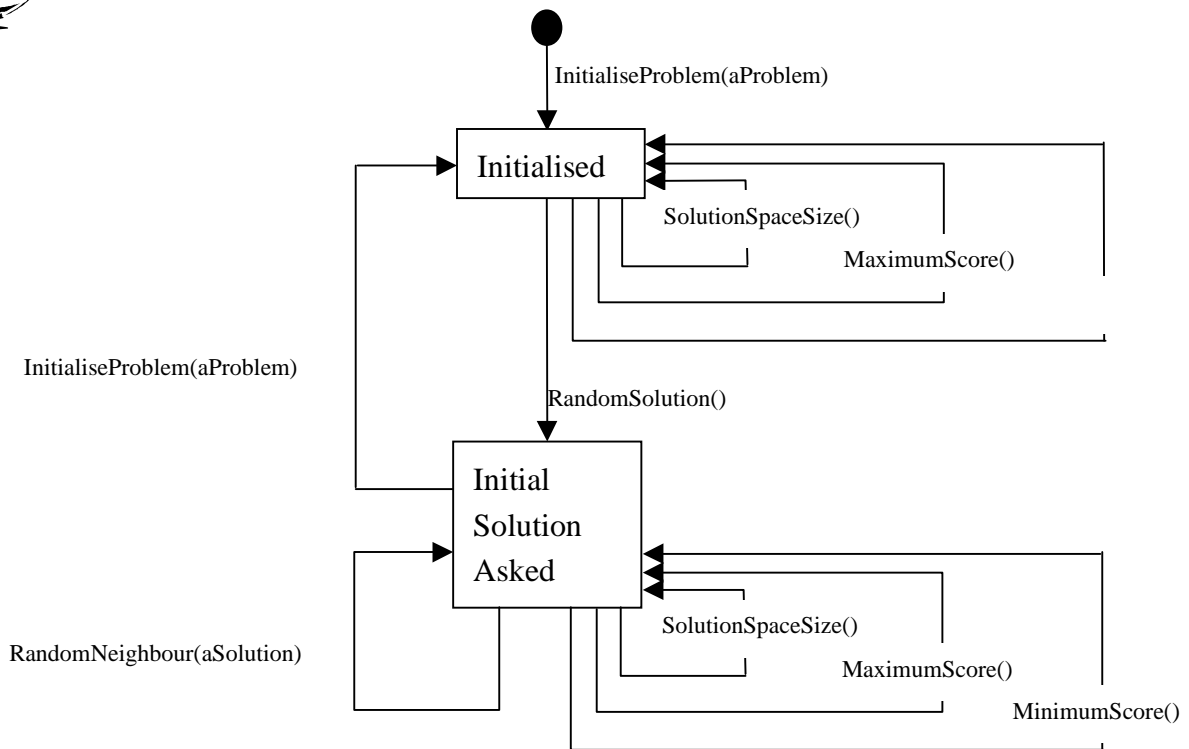 InitialiseProblem(aProblem)
Initialised
SolutionSpaceSize()
MaximumScore()
InitialiseProblem(aProblem)
RandomSolution()
Initial
Solution
Asked
SolutionSpaceSize()
RandomNeighbour(aSolution)
MaximumScore()
MinimumScore()